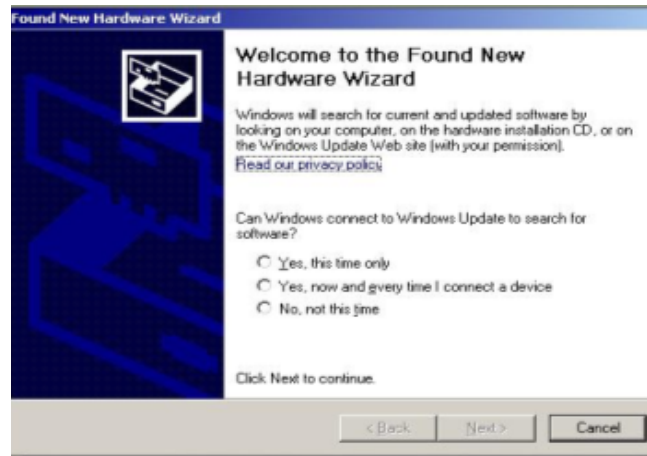 Found New Hardware Wizard
Welcome to the Found New
Hardware Wizard
Windows will search for current and updated software by
looking on your computer, on the hardware installation CD, or on
the Windows Update Web site (with your permission).
Read our privacy policy
Can Windows connect to Windows Update to search for
software?
Yes, this time only
Yes, now and every time I connect a device
No, not this time
Click Next to continue.
< Back
Next >
Cancel